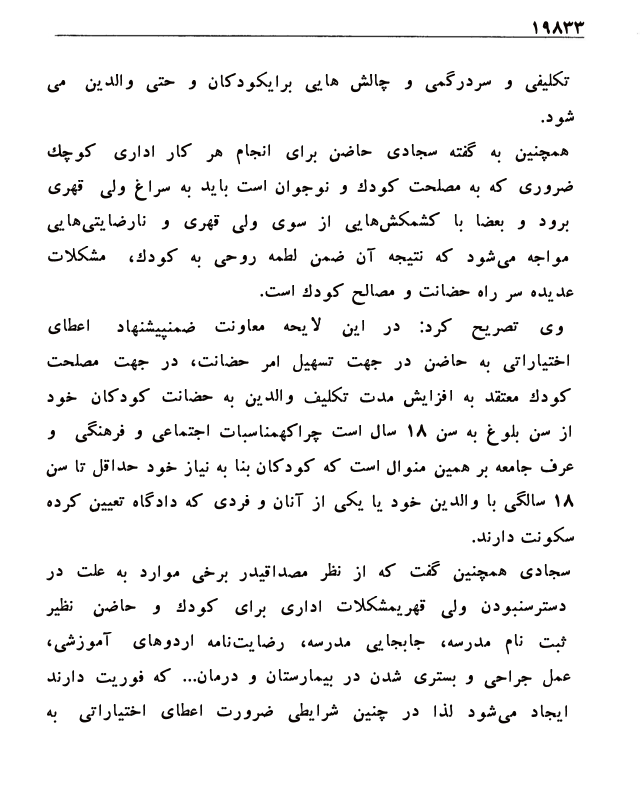 ۱۹۸۳۳
تکلیفی و سردرگمی و چالش هایی برایکودکان و حتی والدین می
شود.
همچنین به گفته سجادی حاضن برای انجام هر کار اداری کوچك
ضروری که به مصلحت کودك و نوجوان است باید به سراغ ولی قهری
برود و بعضا با کشمکش‌هایی از سوی ولی قهری و نارضایتی‌هایی
مواجه می‌شود که نتیجه آن ضمن لطمه روحی به کودك، مشکلات
عدیده سر راه حضانت و مصالح کودك است.
وی تصریح کرد: در این لایحه معاونت ضمنپیشنهاد اعطای
اختیاراتی به حاضن در جهت تسهیل امر حضانت، در جهت مصلحت
کودك معتقد به افزایش مدت تکلیف والدین به حضانت کودکان خود
از سن بلوغ به سن ۱۸ سال است چراکهمناسبات اجتماعی و فرهنگی و
عرف جامعه بر همین منوال است که کودکان بنا به نیاز خود حداقل تا سن
۱۸ سالگی با والدین خود یا یکی از آنان و فردی که دادگاه تعیین کرده
سکونت دارند.
سجادی همچنین گفت که از نظر مصداقیدر برخی موارد به علت در
دسترسنبودن ولی قهریمشکلات اداری برای کودك و حاضن نظیر
ثبت نام مدرسه، جابجایی مدرسه، رضایت‌نامه اردوهای آموزشی،
عمل جراحی و بستری شدن در بیمارستان و درمان... که فوریت دارند
ایجاد می‌شود لذا در چنین شرایطی ضرورت اعطای اختیاراتی به